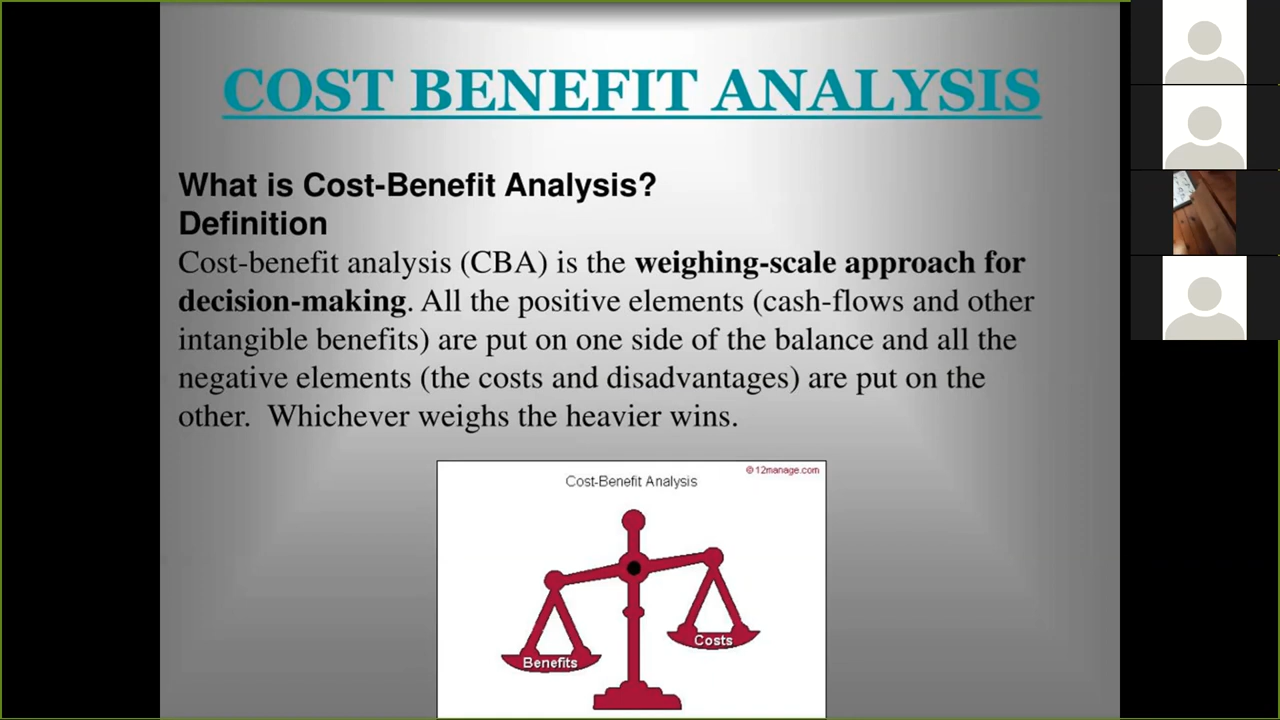 COST BENEFIT ANALYSIS
What is Cost-Benefit Analysis?
Definition
Cost-benefit analysis (CBA) is the weighing-scale approach for
decision-making. All the positive elements (cash-flows and other
intangible benefits) are put on one side of the balance and all the
negative elements (the costs and disadvantages) are put on the
other.  Whichever weighs the heavier wins.
© 12manage.com
Cost-Benefit Analysis
Costs
Benefits